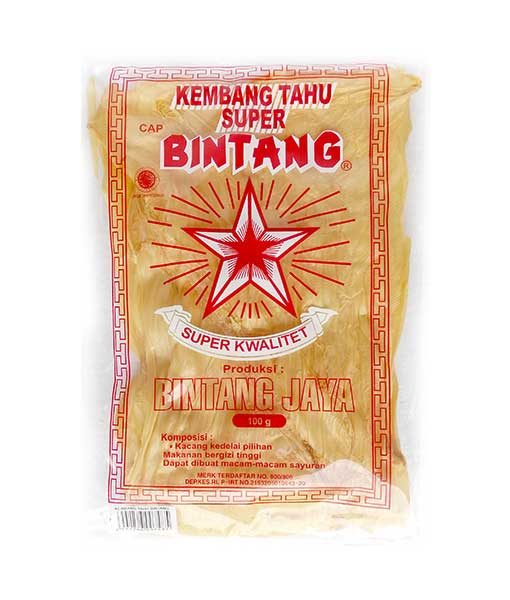 KEMBANG TAHU
SUPER
CAP
BINTANG®
SUPER KWALITET
Produksi :
BINTANG JAYA
100 g
Komposisi :
• Kacang kedelai pilihan
Makanan bergizi tinggi
Dapat dibuat macam-macam sayuran
MERK TERDAFTAR NO.
DEPKES RI. P-IRT NO.